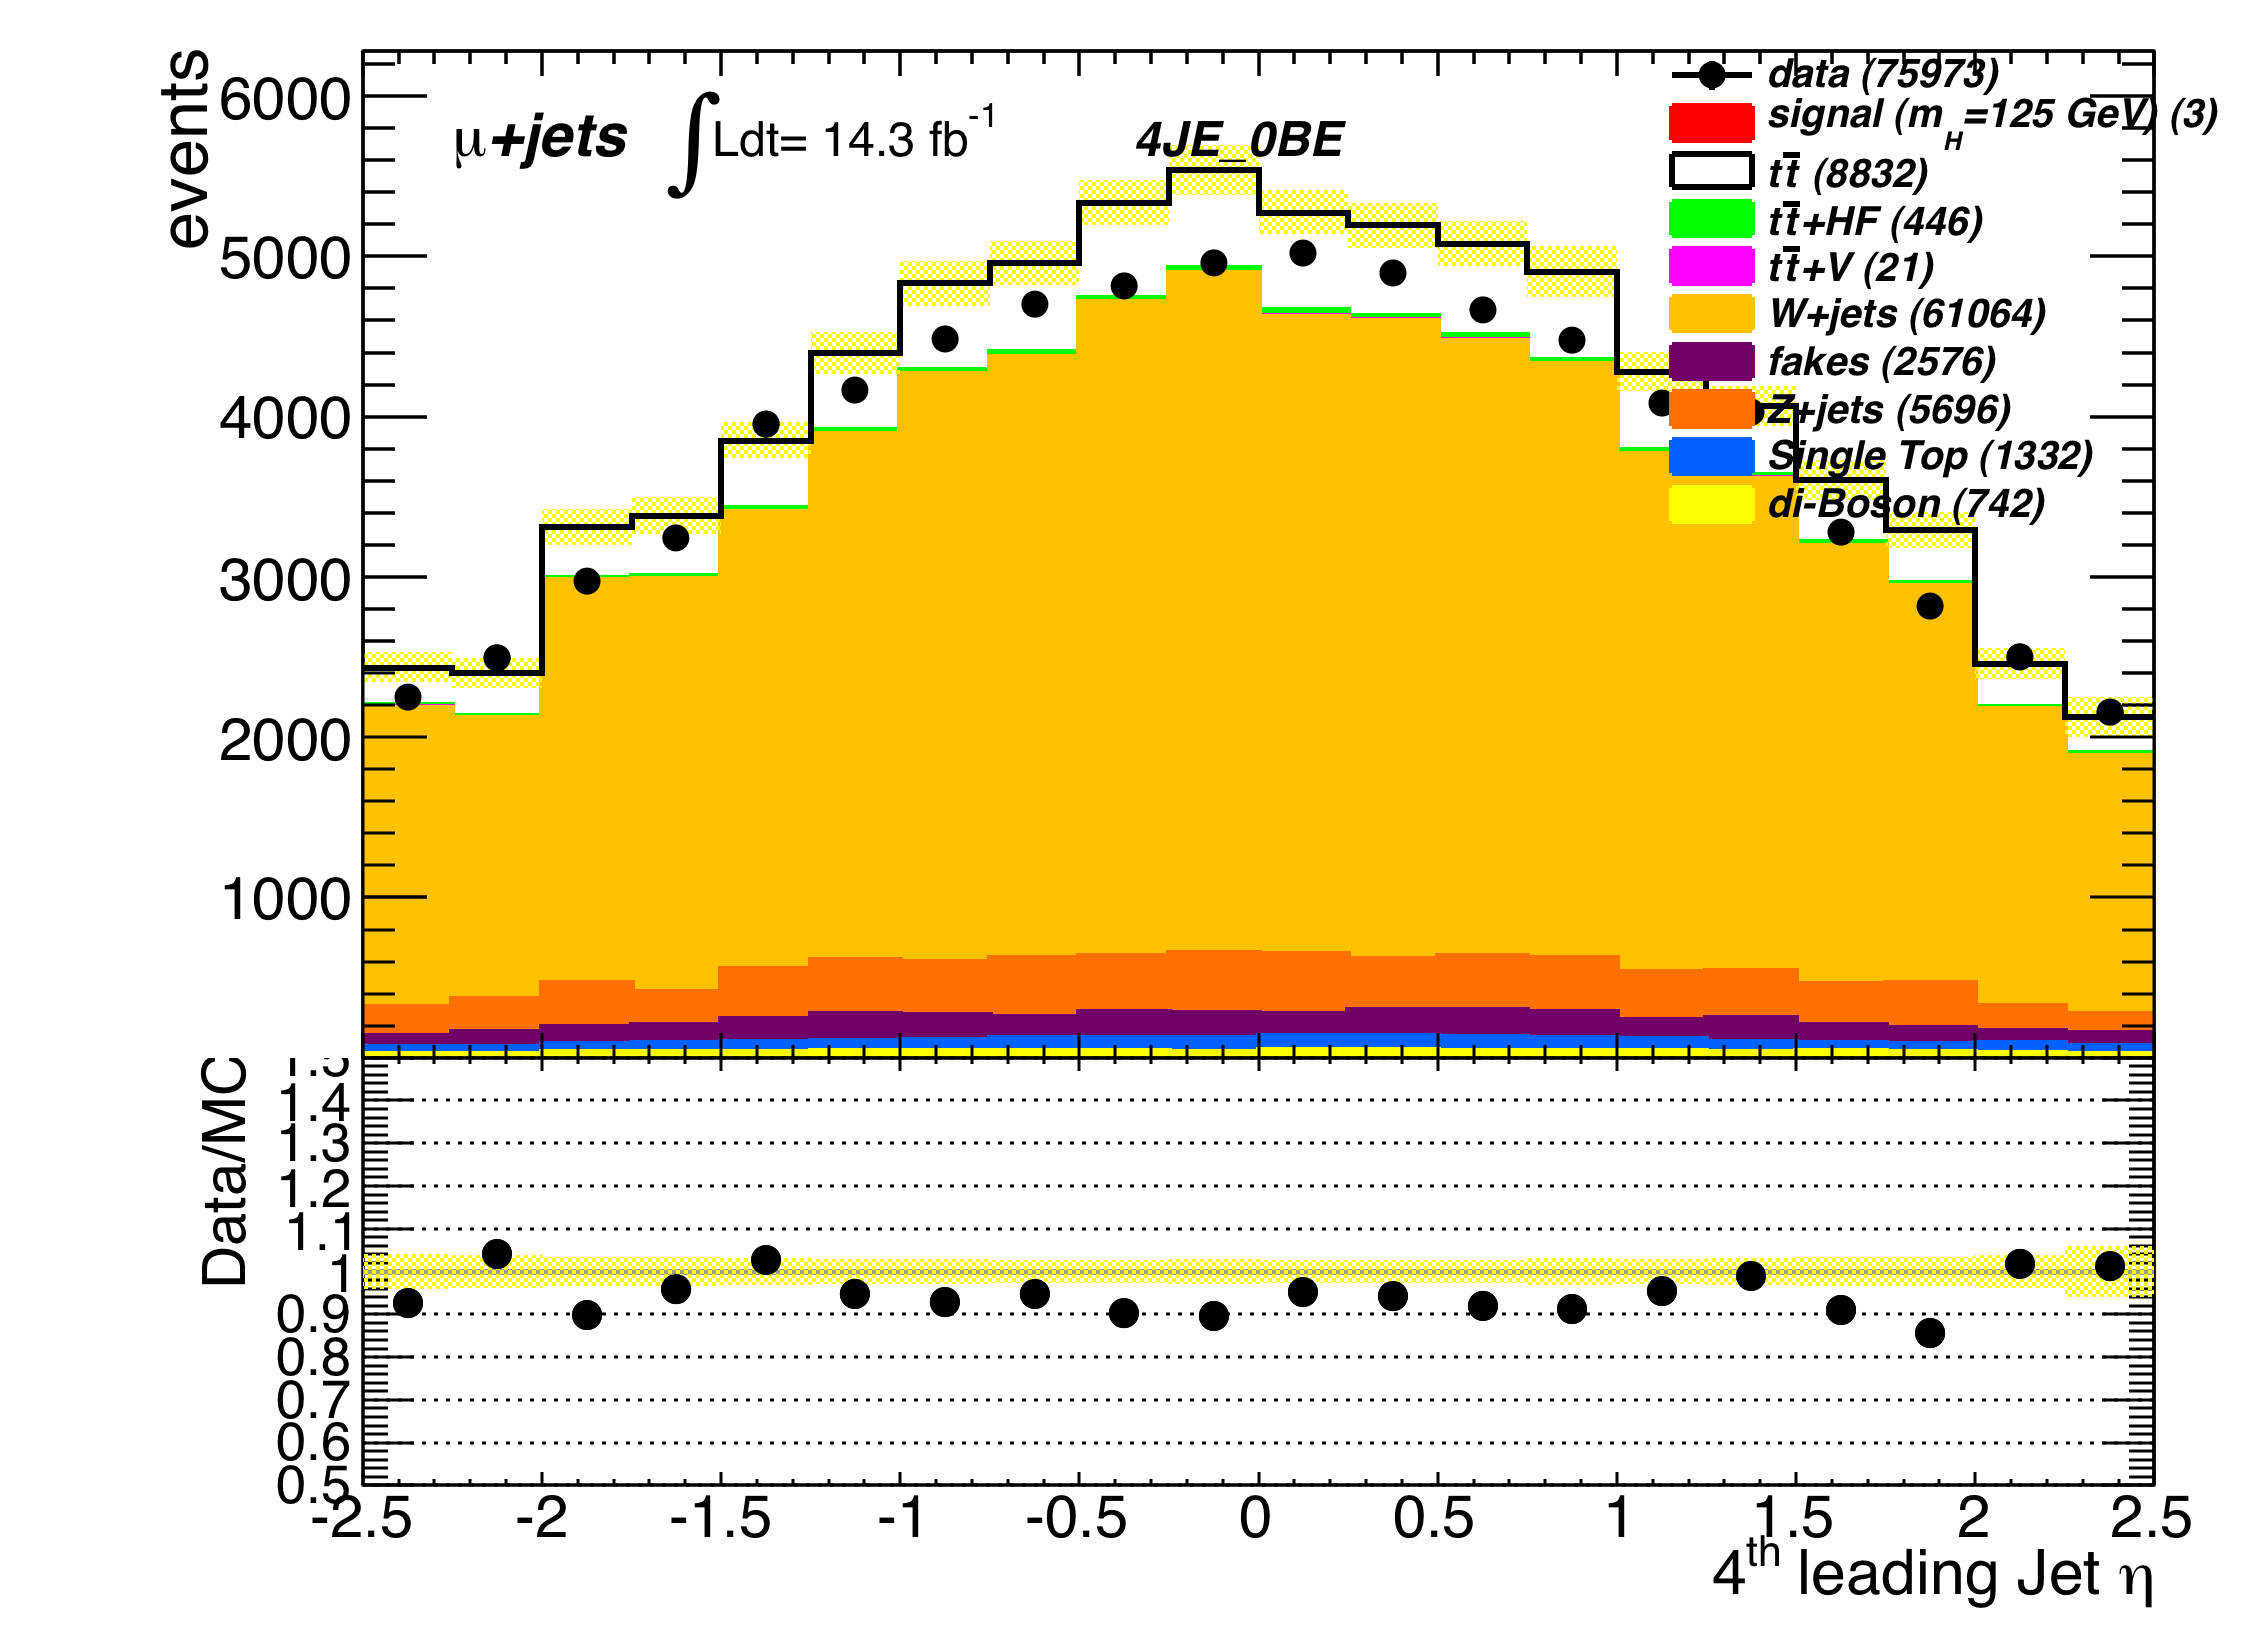 events
6000
5000
4000
3000
2000
1000
μ+jets ∫Ldt= 14.3 fb-1 4JE_0BE
data (75973)
signal (mH=125 GeV) (3)
tt̄ (8832)
tt̄+HF (446)
tt̄+V (21)
W+jets (61064)
fakes (2576)
Z+jets (5696)
Single Top (1332)
di-Boson (742)
Data/MC
1.5
1.4
1.3
1.2
1.1
1
0.9
0.8
0.7
0.6
0.5
-2.5 -2 -1.5 -1 -0.5 0 0.5 1 1.5 2 2.5
4th leading Jet η